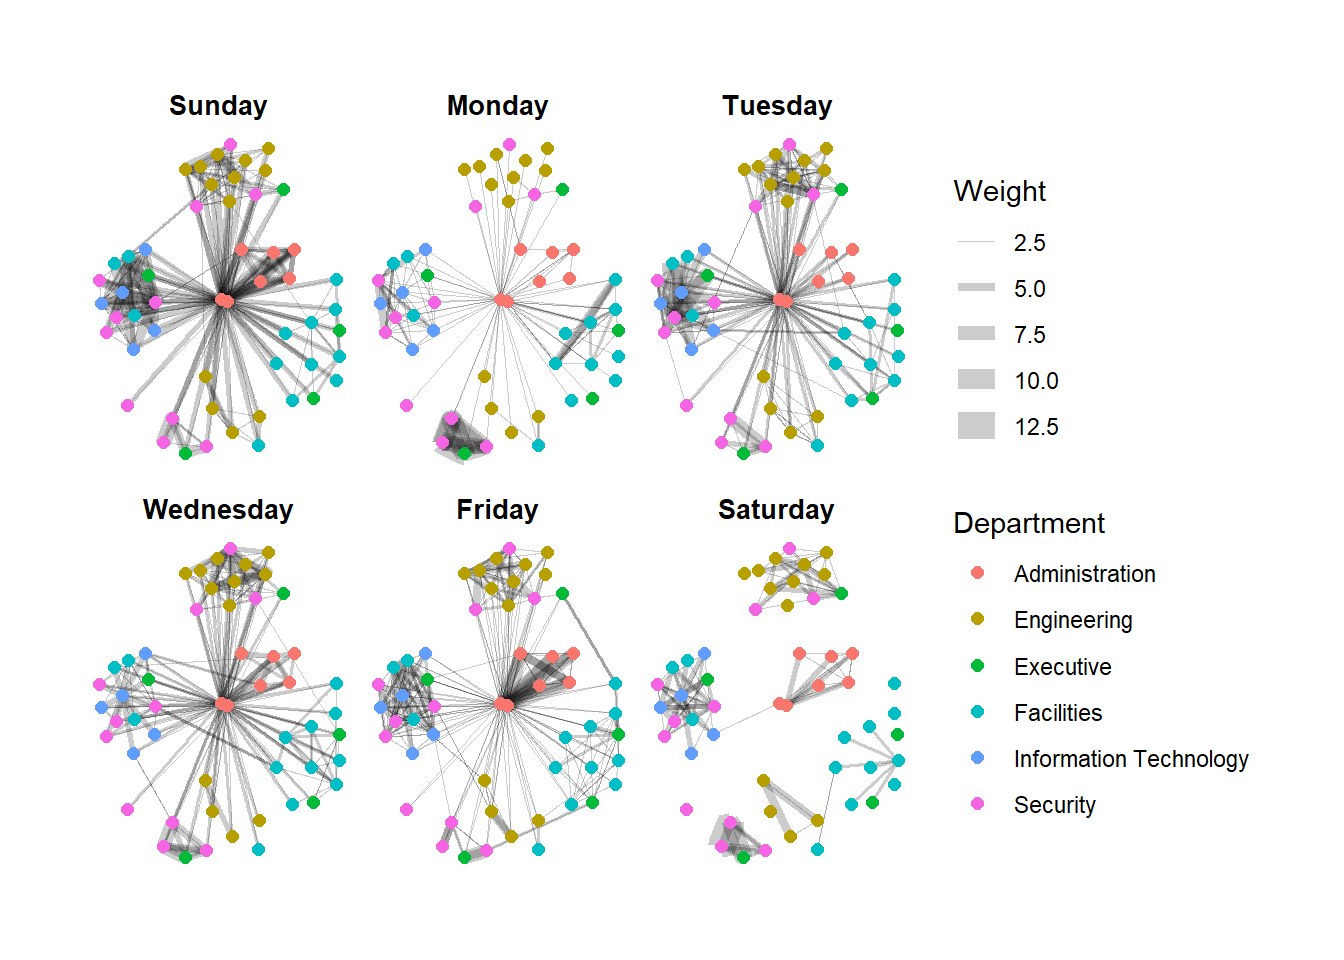 Sunday
Monday
Tuesday
Wednesday
Friday
Saturday
Weight
2.5
5.0
7.5
10.0
12.5
Department
Administration
Engineering
Executive
Facilities
Information Technology
Security